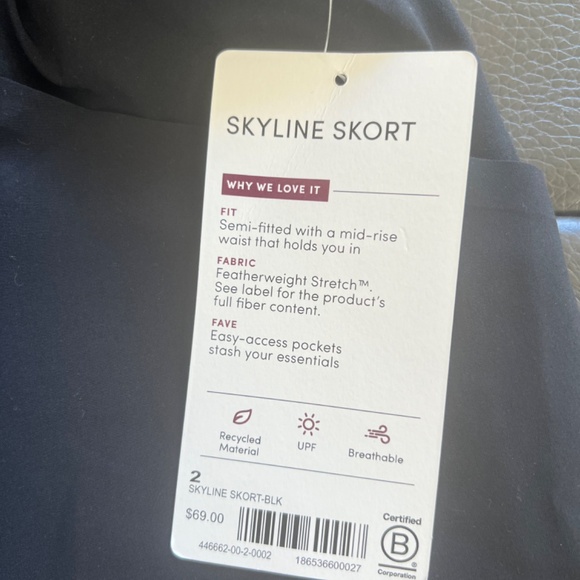 SKYLINE SKORT
WHY WE LOVE IT
FIT
Semi-fitted with a mid-rise
waist that holds you in
FABRIC
Featherweight Stretch™.
See label for the product's
full fiber content.
FAVE
Easy-access pockets
stash your essentials
Recycled
Material
UPF
Breathable
2
SKYLINE SKORT-BLK
$69.00
446662-00-2-0002
186536600027
Certified
B
®
Corporation